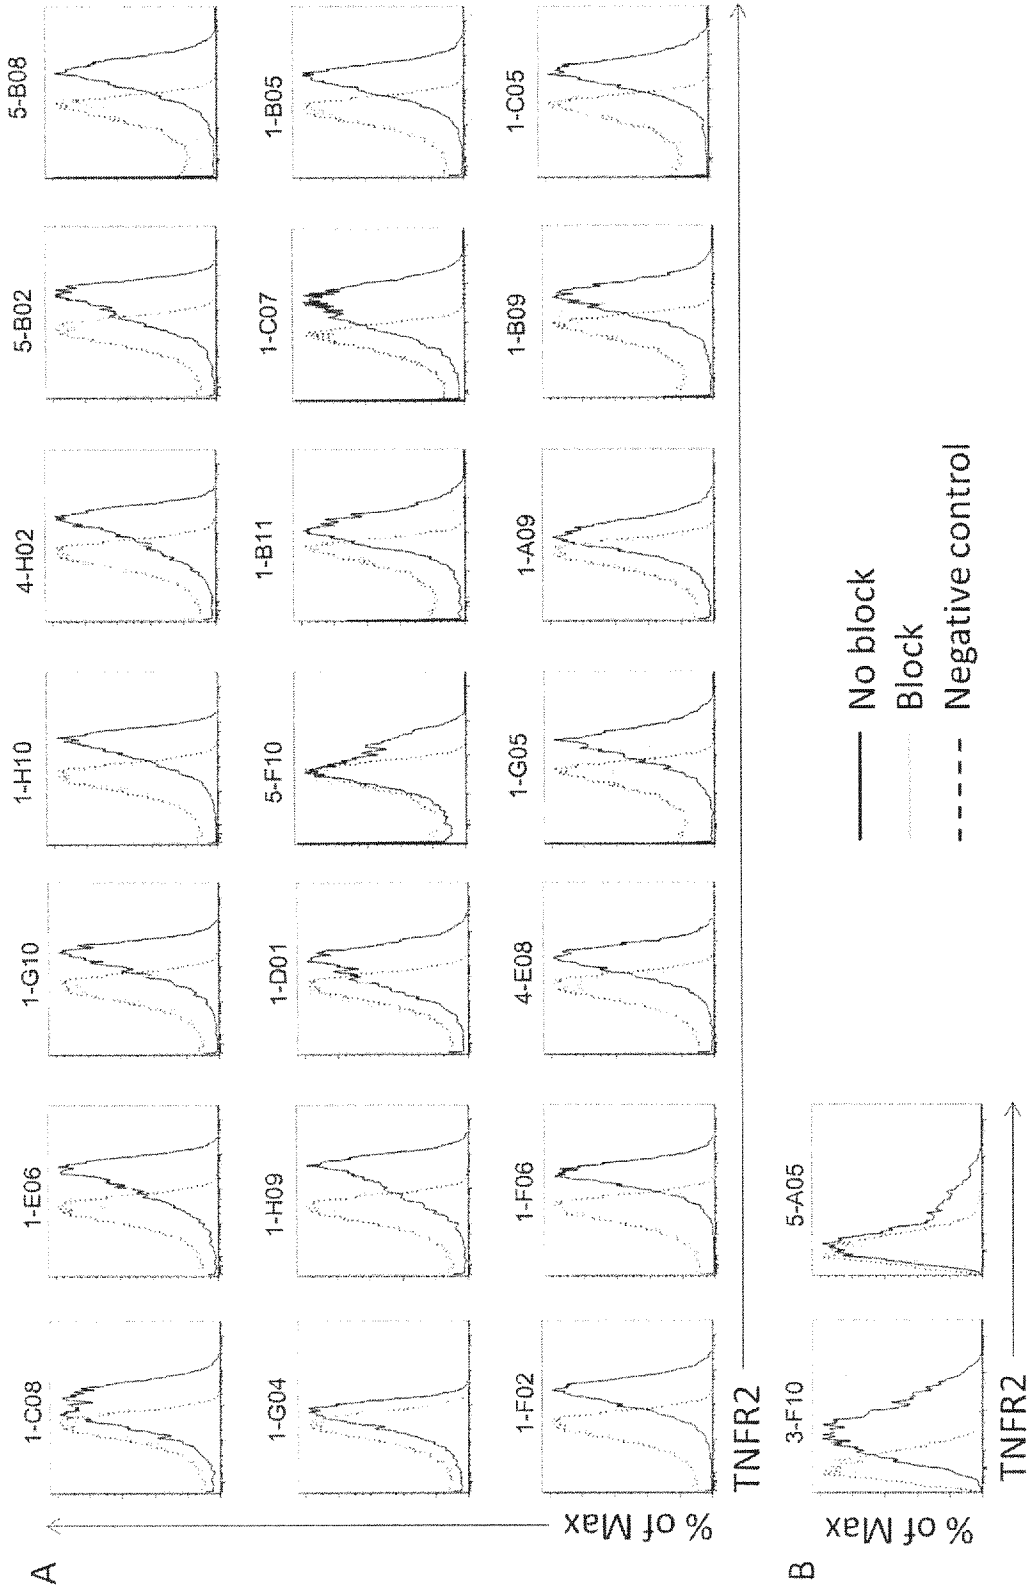 A
1-C08 1-E06 1-G10 1-H10 4-H02 5-B02 5-B08
1-G04 1-H09 1-D01 5-F10 1-B11 1-C07 1-B05
1-F02 1-F06 4-E08 1-G05 1-A09 1-B09 1-C05
% of Max
TNFR2
B
3-F10 5-A05
% of Max
TNFR2
No block
Block
Negative control